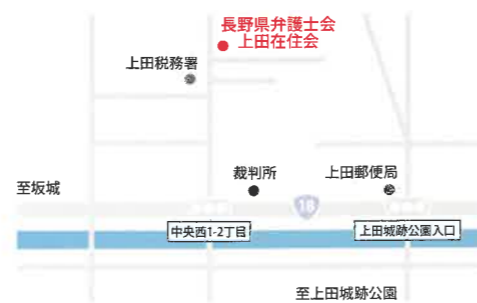 長野県弁護士会
上田在住会
上田税務署
裁判所
上田郵便局
至坂城
18
中央西1-2丁目
上田城跡公園入口
至上田城跡公園